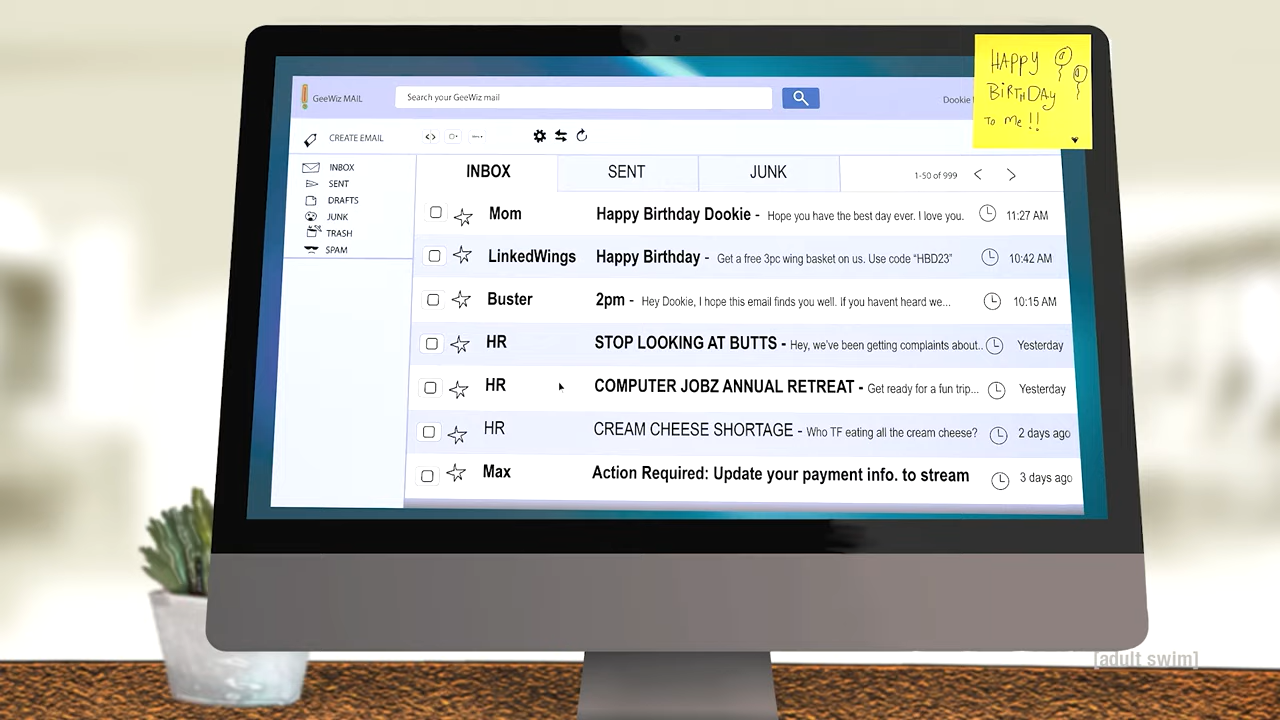 HAPPY
BIRTHDAY
To me!!
GEEWIZ MAIL
Search your GeeWiz mail
Dookie
CREATE EMAIL
INBOX
SENT
DRAFTS
JUNK
TRASH
SPAM
INBOX SENT JUNK 1-50 of 999
Mom Happy Birthday Dookie - Hope you have the best day ever. I love you. 11:27 AM
LinkedWings Happy Birthday - Get a free 3pc wing basket on us. Use code “HBD23” 10:42 AM
Buster 2pm - Hey Dookie, I hope this email finds you well. If you havent heard we... 10:15 AM
HR STOP LOOKING AT BUTTS - Hey, we've been getting complaints about.. Yesterday
HR COMPUTER JOBZ ANNUAL RETREAT - Get ready for a fun trip... Yesterday
HR CREAM CHEESE SHORTAGE - Who TF eating all the cream cheese? 2 days ago
Max Action Required: Update your payment info. to stream 3 days ago
[adult swim]